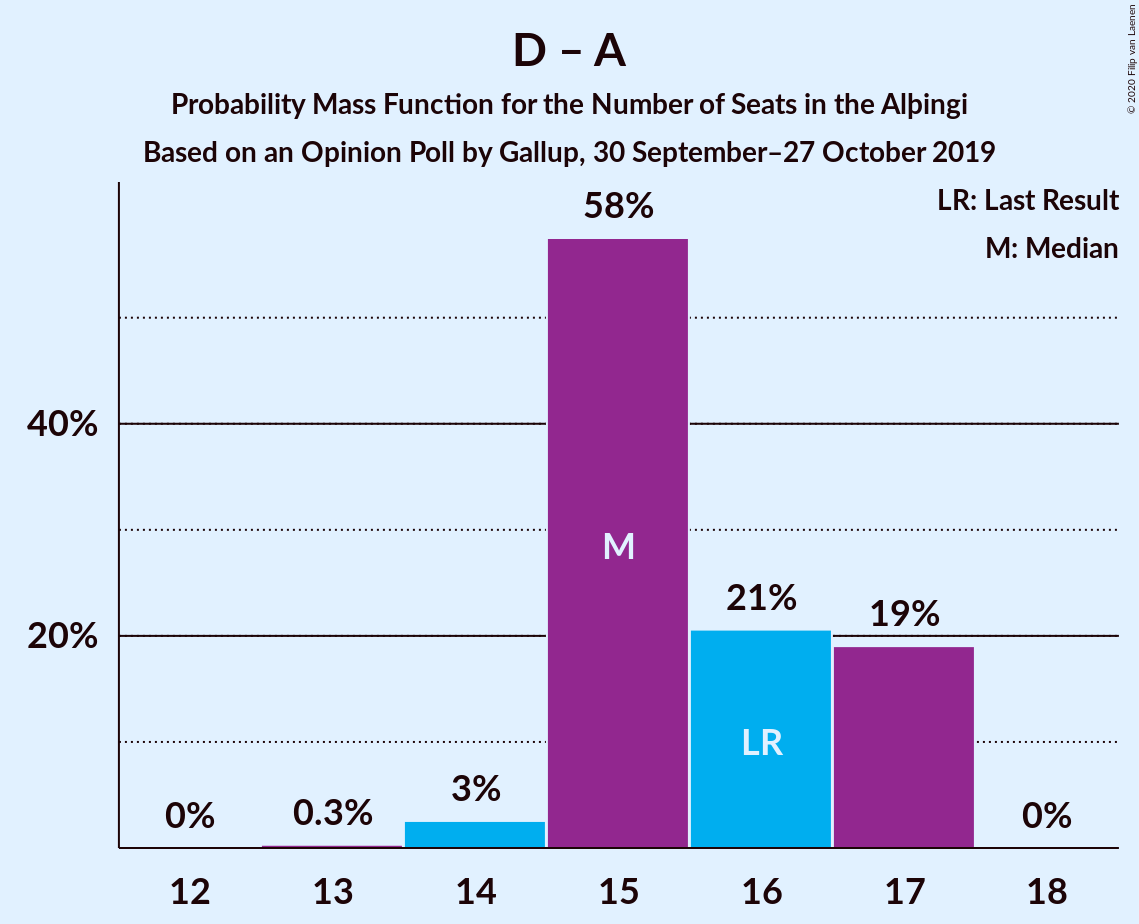 D – A
Probability Mass Function for the Number of Seats in the Alþingi
Based on an Opinion Poll by Gallup, 30 September–27 October 2019
© 2020 Filip van Laenen
LR: Last Result
M: Median
58%
40%
M
21%
19%
20%
LR
3%
0%
0.3%
0%
12 13 14 15 16 17 18